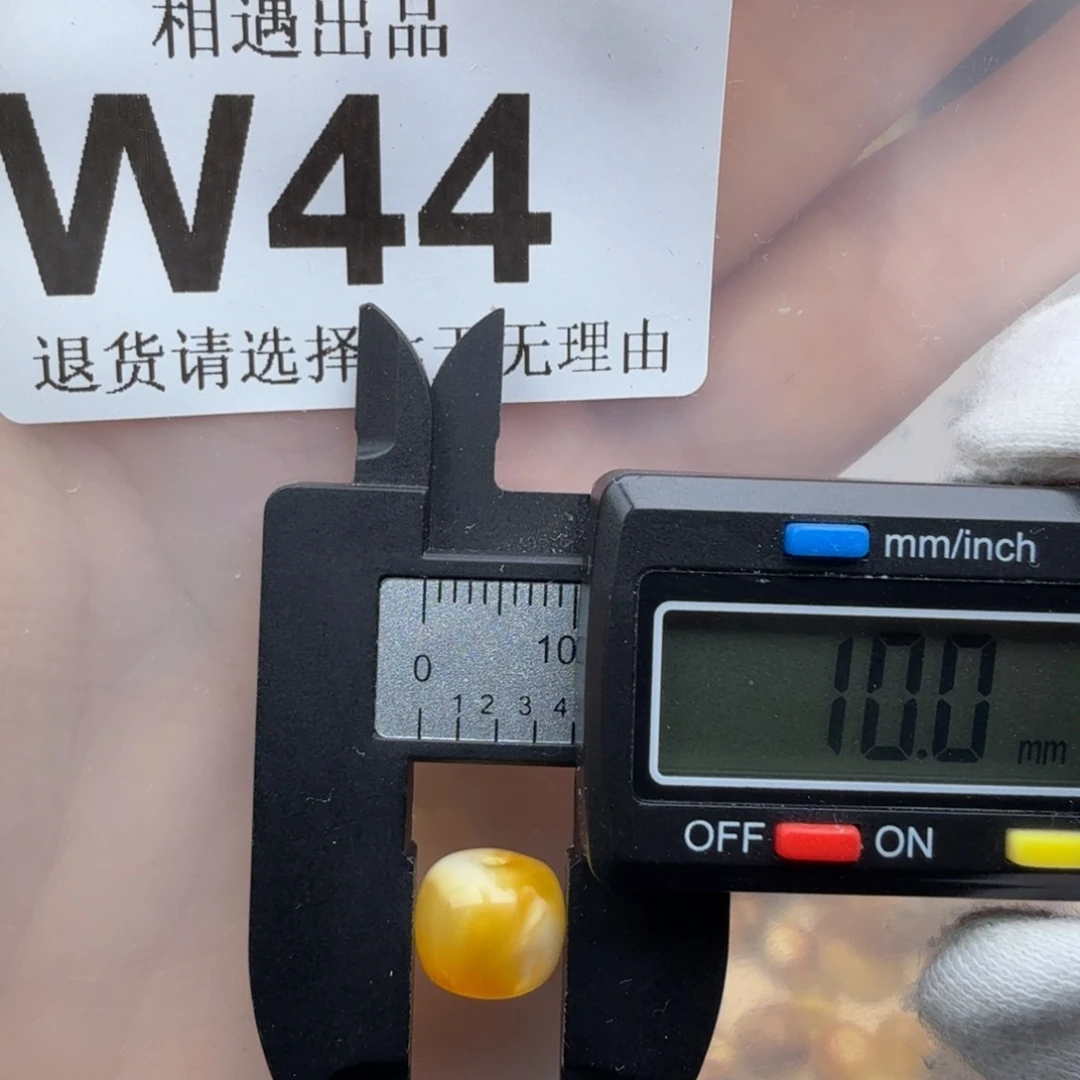 相遇出品
W44
退货请选择 无理由
mm/inch
0 10
1 2 3 4
10.0 mm
OFF ON